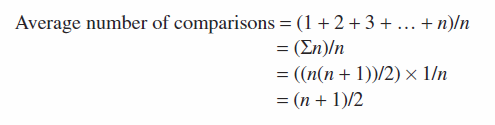 Average number of comparisons = (1 + 2 + 3 + … + n)/n
= (Σn)/n
= ((n(n + 1))/2) × 1/n
= (n + 1)/2